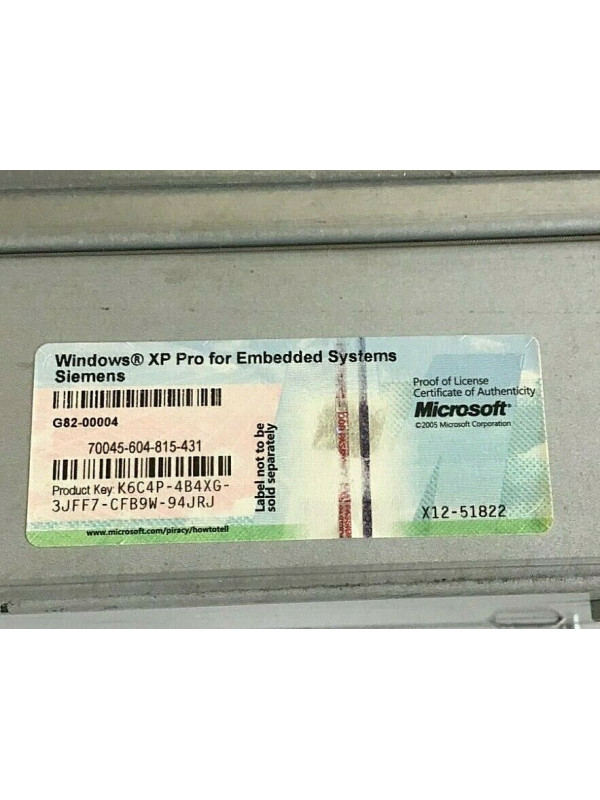 Windows® XP Pro for Embedded Systems
Siemens
G82-00004
70045-604-815-431
Product Key: K6C4P-4B4XG-
3JFF7-CFB9W-94JRJ
www.microsoft.com/piracy/howtotell
Label not to be
sold separately
Proof of License
Certificate of Authenticity
Microsoft®
©2005 Microsoft Corporation
X12-51822